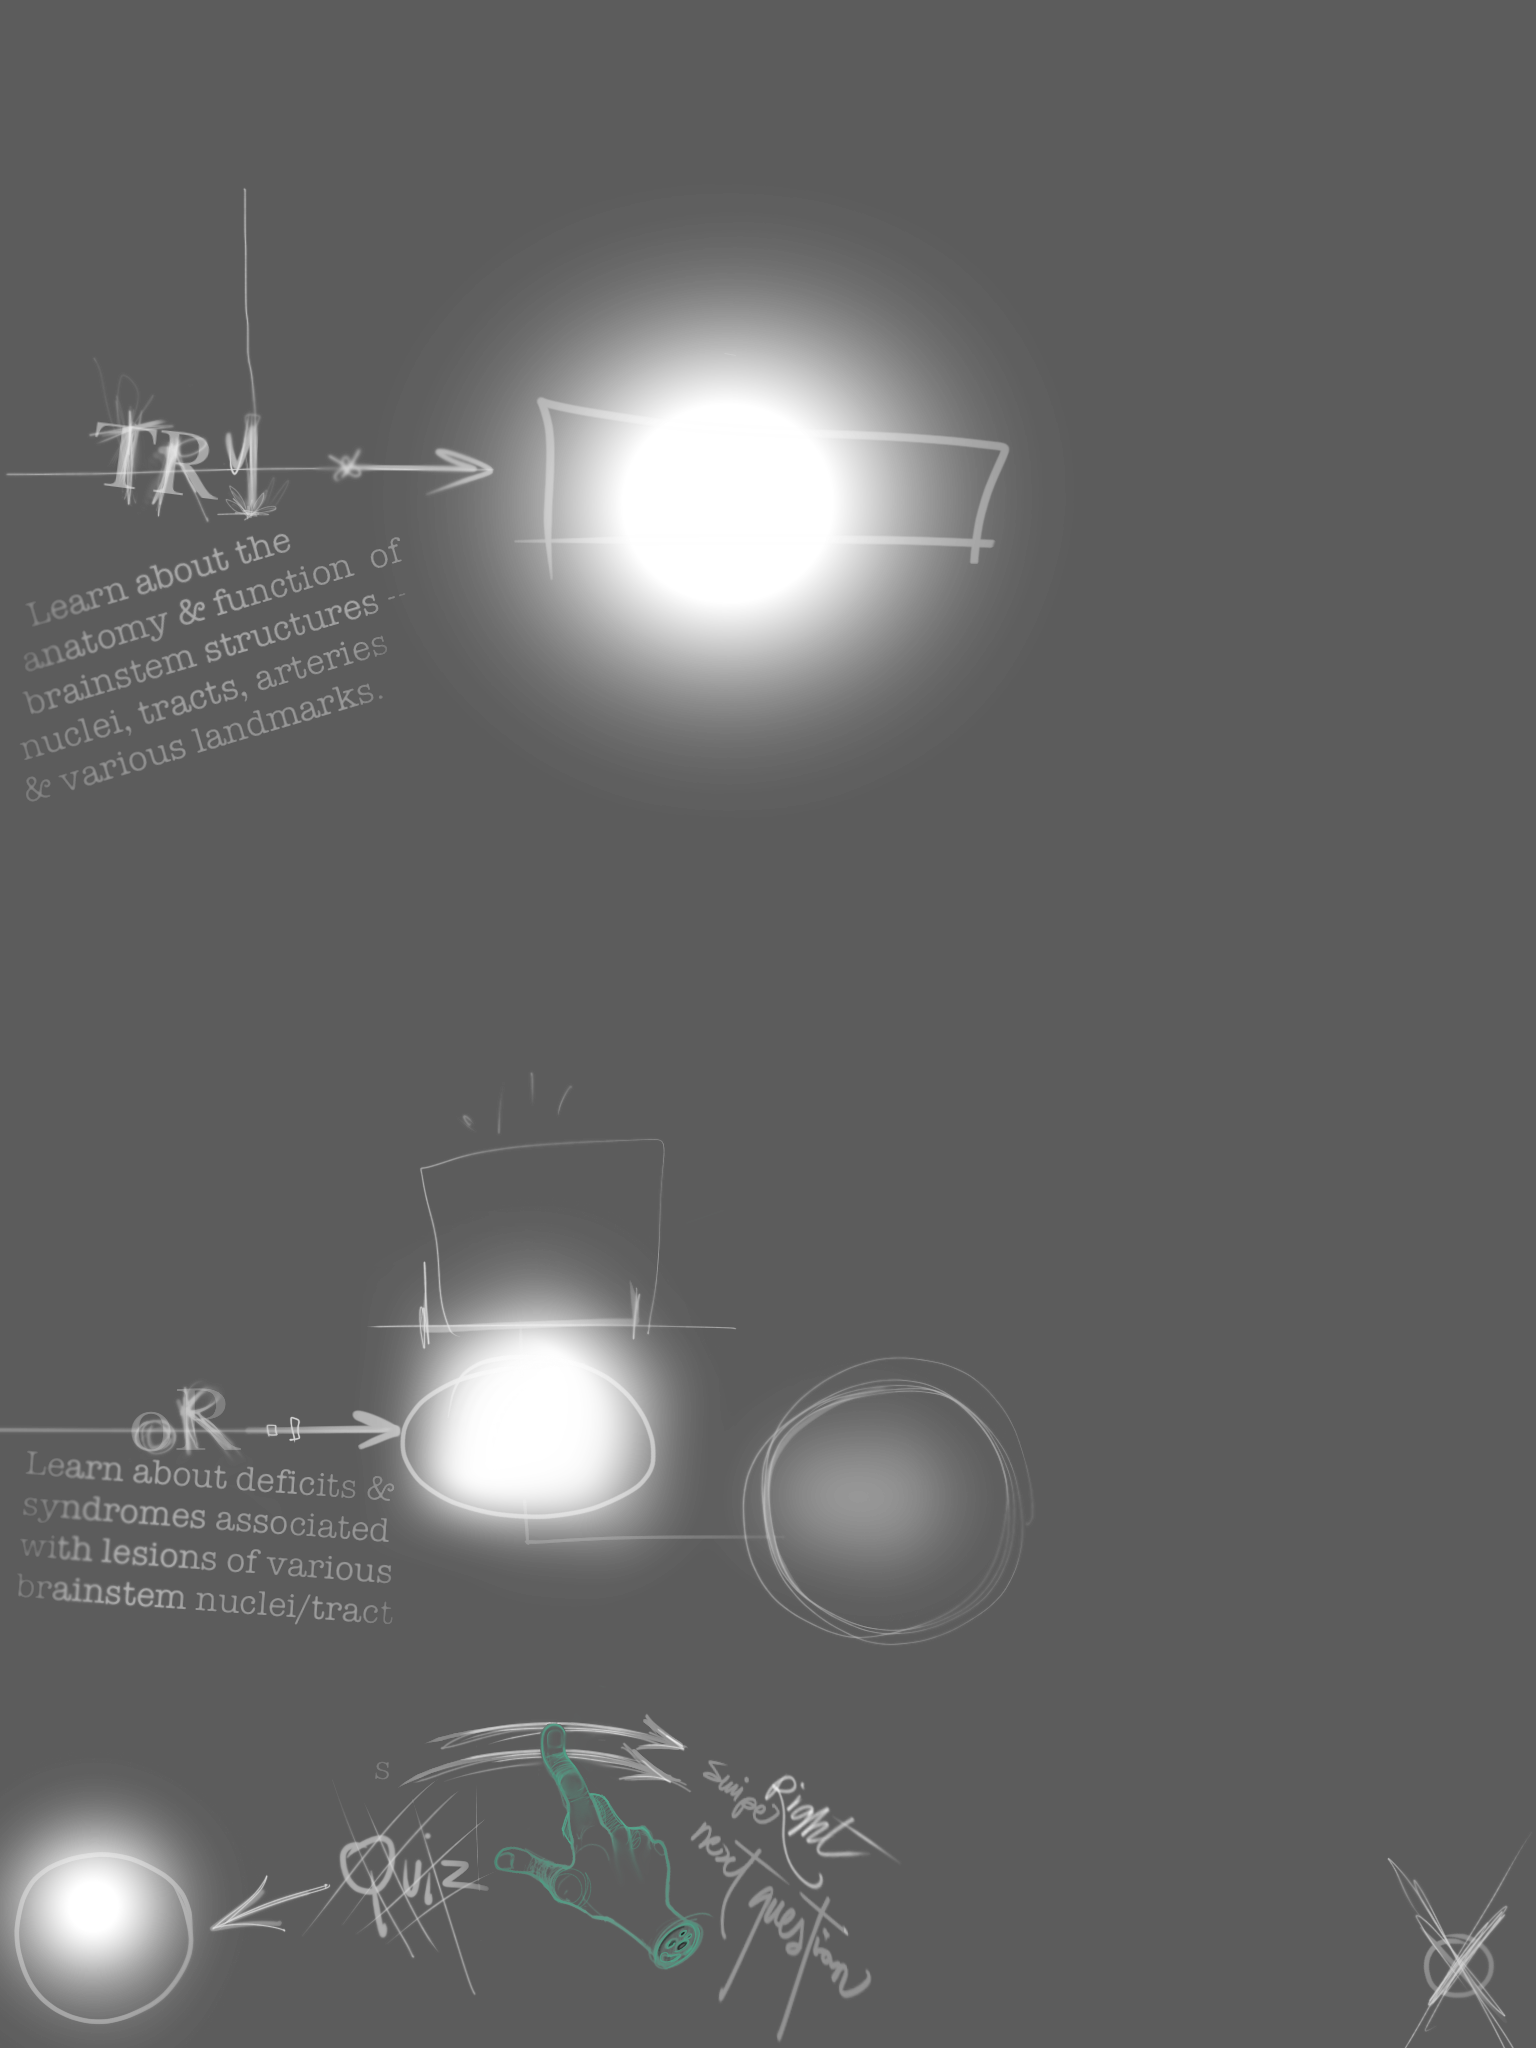 TRY
Learn about the
anatomy & function of
brainstem structures --
nuclei, tracts, arteries
& various landmarks.
OR
Learn about deficits &
syndromes associated
with lesions of various
brainstem nuclei/tract
s
Quiz
Swipe Right
next question